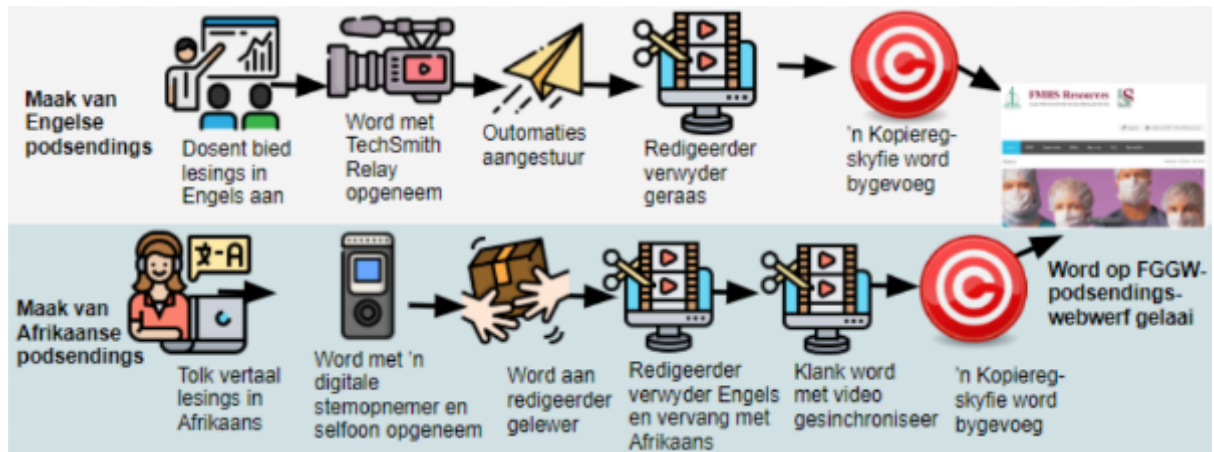 Maak van
Engelse
podsendings
Dosent bied
lesings in
Engels aan
Word met
TechSmith
Relay
opgeneem
Outomaties
aangestuur
Redigeerder
verwyder
geraas
'n Kopiereg-
skyfie word
bygevoeg
FMHS Resources
Maak van
Afrikaanse
podsendings
Tolk vertaal
lesings in
Afrikaans
Word met 'n
digitale
stemopnemer en
selfoon opgeneem
Word aan
redigeerder
gelewer
Redigeerder
verwyder Engels
en vervang met
Afrikaans
Klank word
met video
gesinchroniseer
'n Kopiereg-
skyfie word
bygevoeg
Word op FGGW-
podsendings-
webwerf gelaai